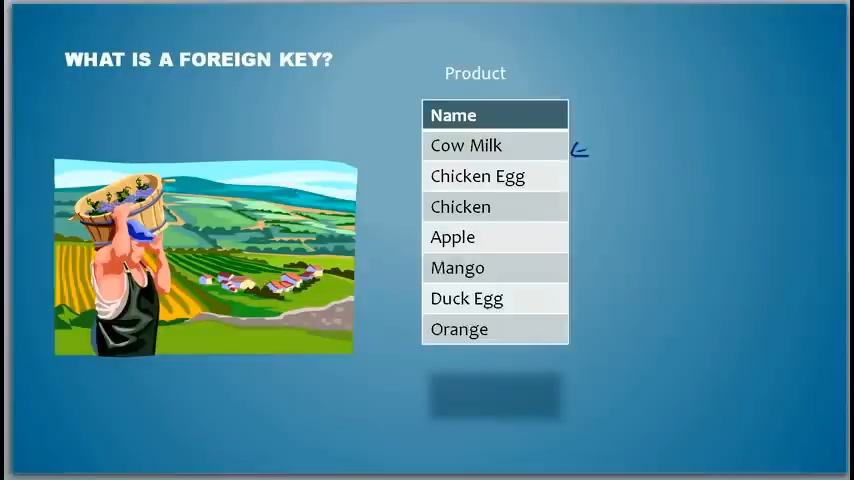 WHAT IS A FOREIGN KEY?
Product
Name
Cow Milk
Chicken Egg
Chicken
Apple
Mango
Duck Egg
Orange